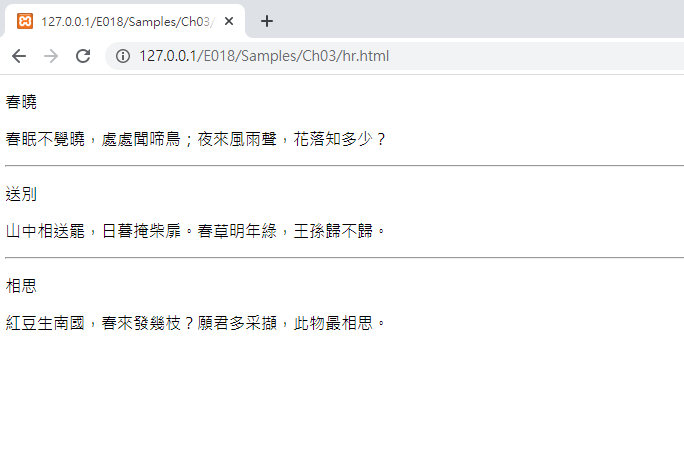 127.0.0.1/E018/Samples/Ch03/
127.0.0.1/E018/Samples/Ch03/hr.html
春曉
春眠不覺曉，處處聞啼鳥；夜來風雨聲，花落知多少？
送別
山中相送罷，日暮掩柴扉。春草明年綠，王孫歸不歸。
相思
紅豆生南國，春來發幾枝？願君多采擷，此物最相思。